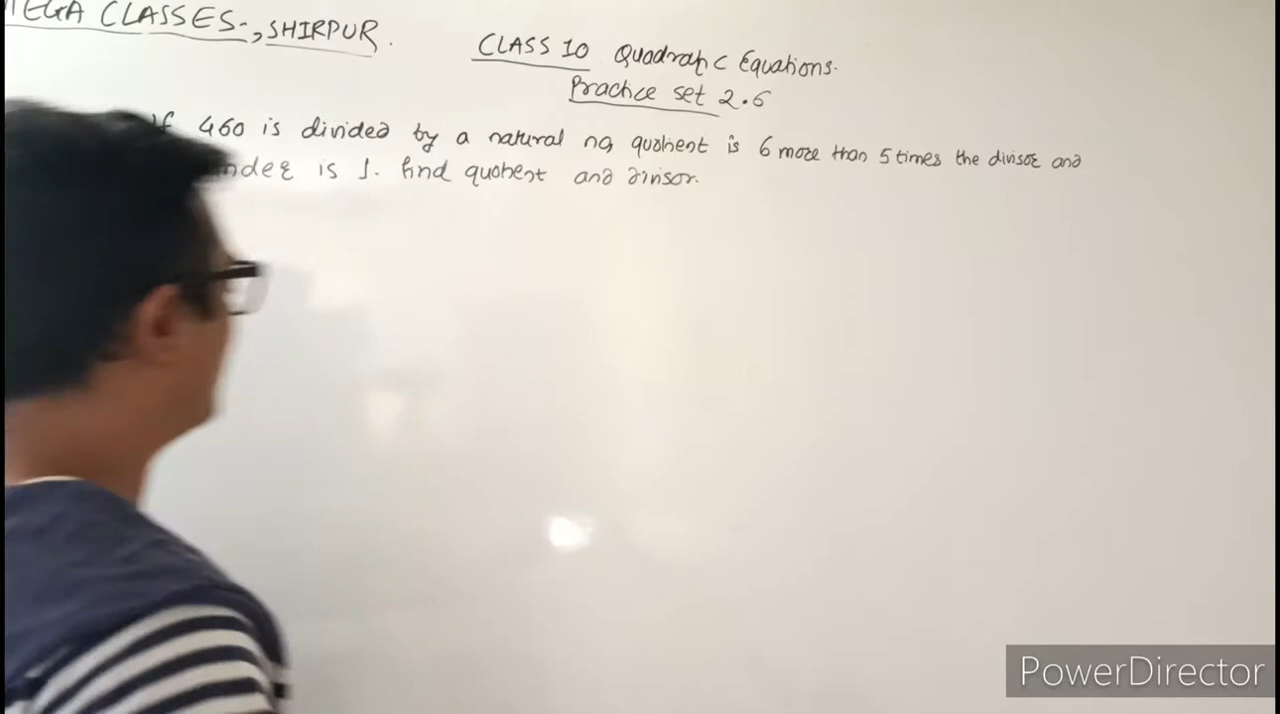 CLASSES-, SHIRPUR.
CLASS 10 Quadratic Equations.
Practice set 2.6
If 460 is divided by a natural no, quotient is 6 more than 5 times the divisor and
is 1. find quotient and divisor.
PowerDirector